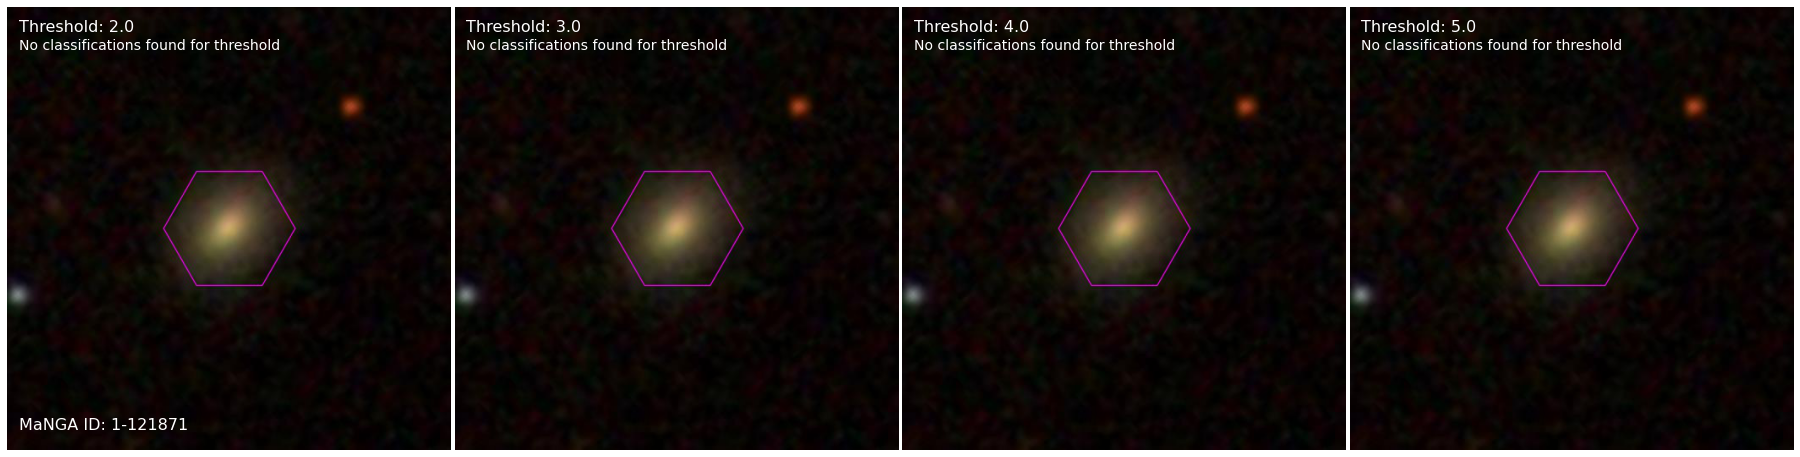 Threshold: 2.0
No classifications found for threshold
MaNGA ID: 1-121871
Threshold: 3.0
No classifications found for threshold
Threshold: 4.0
No classifications found for threshold
Threshold: 5.0
No classifications found for threshold